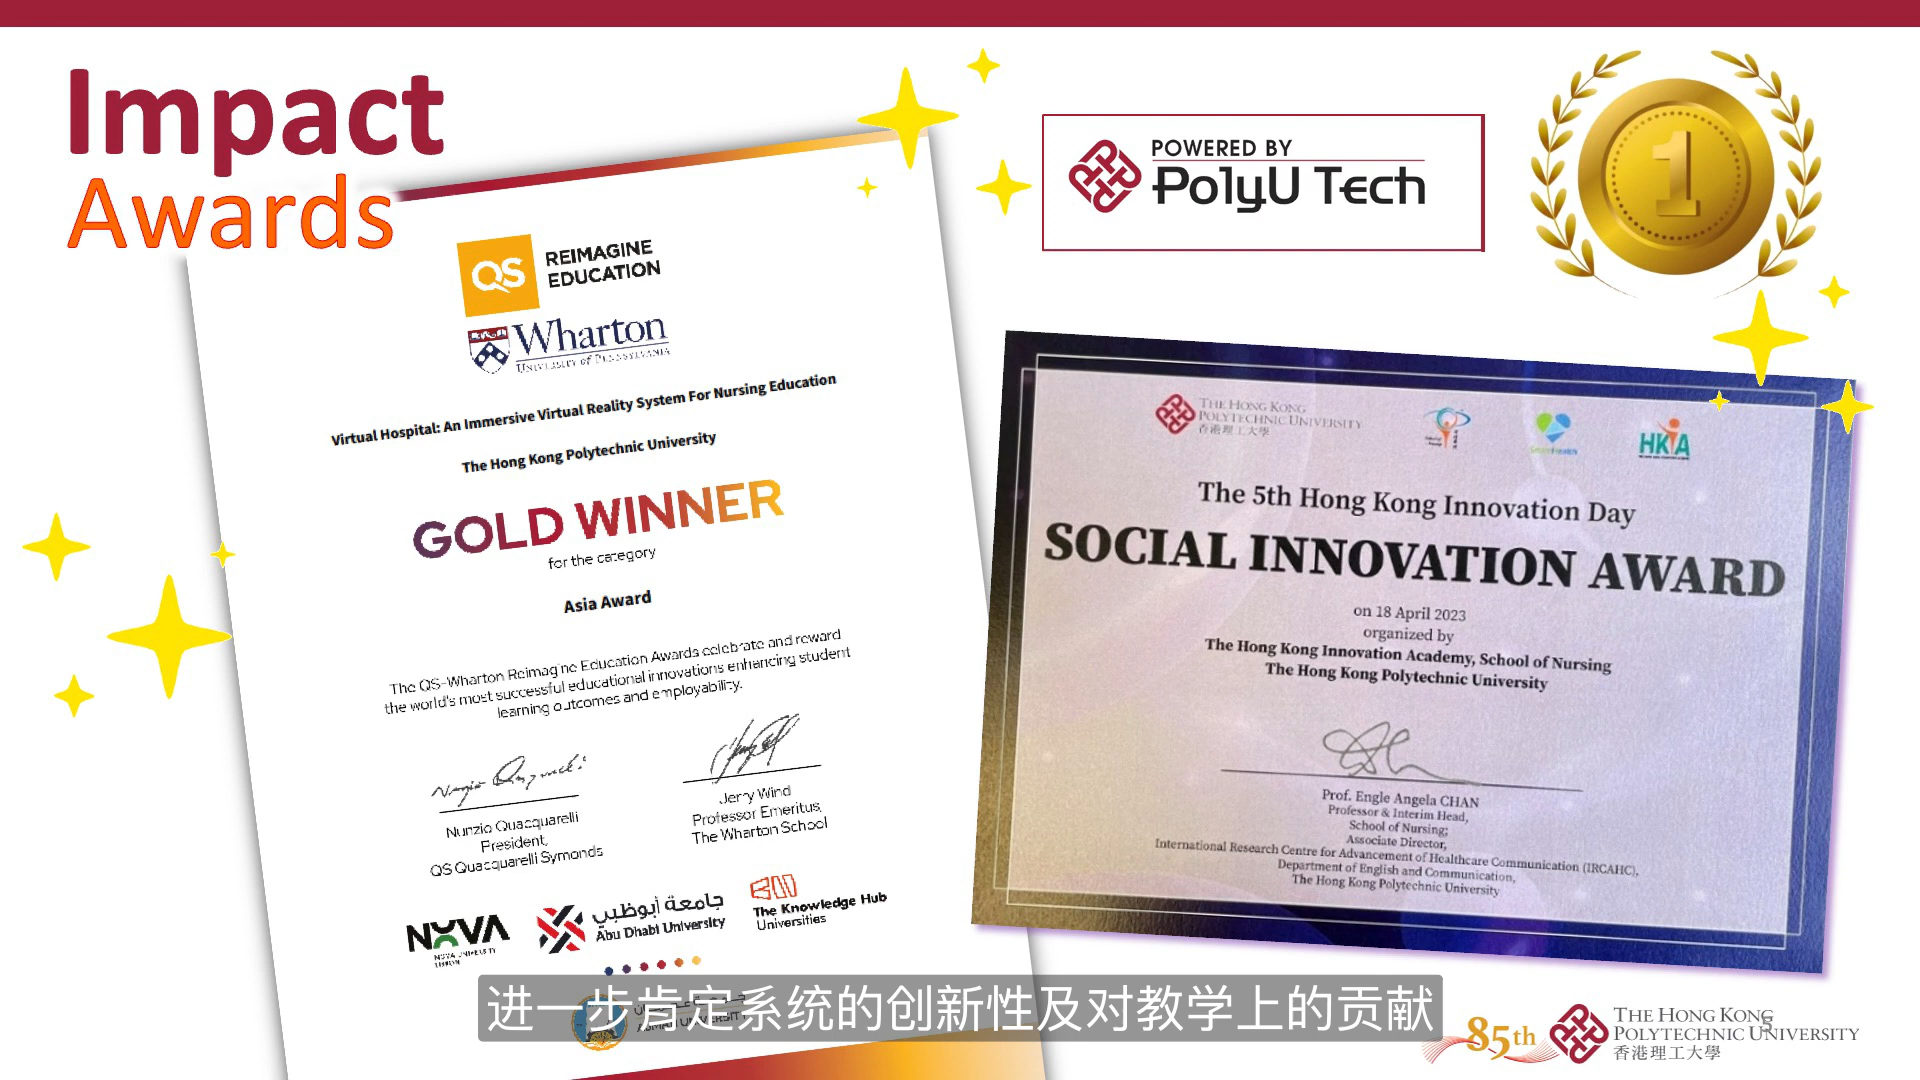 Impact
Awards
QS REIMAGINE
EDUCATION
Wharton
UNIVERSITY of PENNSYLVANIA
Virtual Hospital: An Immersive Virtual Reality System For Nursing Education
The Hong Kong Polytechnic University
GOLD WINNER
for the category
Asia Award
The QS-Wharton Reimagine Education Awards celebrate and reward
the world's most successful educational innovations enhancing student
learning outcomes and employability.
Nunzio Quacquarelli
President,
QS Quacquarelli Symonds
Jerry Wind
Professor Emeritus,
The Wharton School
NOVA
NOVA UNIVERSITY
LISBON
جامعة أبوظبي
Abu Dhabi University
The Knowledge Hub
Universities
POWERED BY
PolyU Tech
1
THE HONG KONG
POLYTECHNIC UNIVERSITY
香港理工大學
HKIA
The 5th Hong Kong Innovation Day
SOCIAL INNOVATION AWARD
on 18 April 2023
organized by
The Hong Kong Innovation Academy, School of Nursing
The Hong Kong Polytechnic University
Prof. Engle Angela CHAN
Professor & Interim Head,
School of Nursing;
Associate Director,
International Research Centre for Advancement of Healthcare Communication (IRCAHC),
Department of English and Communication,
The Hong Kong Polytechnic University
进一步肯定系统的创新性及对教学上的贡献
85th
THE HONG KONG
POLYTECHNIC UNIVERSITY
香港理工大學
5